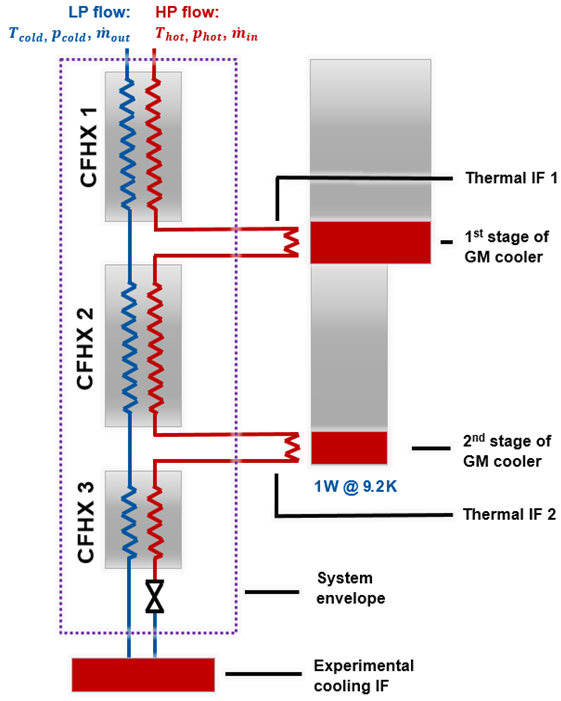 LP flow:
HP flow:
T_cold, p_cold, ṁ_out
T_hot, p_hot, ṁ_in
CFHX 1
Thermal IF 1
1st stage of
GM cooler
CFHX 2
2nd stage of
GM cooler
1W @ 9.2K
CFHX 3
Thermal IF 2
System
envelope
Experimental
cooling IF